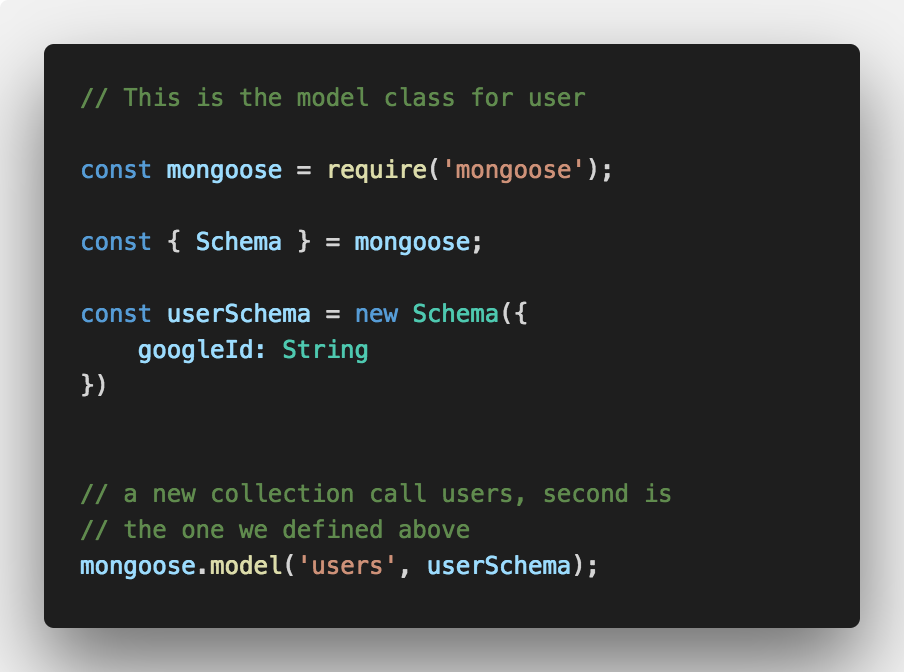 // This is the model class for user
const mongoose = require('mongoose');
const { Schema } = mongoose;
const userSchema = new Schema({
    googleId: String
})
// a new collection call users, second is
// the one we defined above
mongoose.model('users', userSchema);